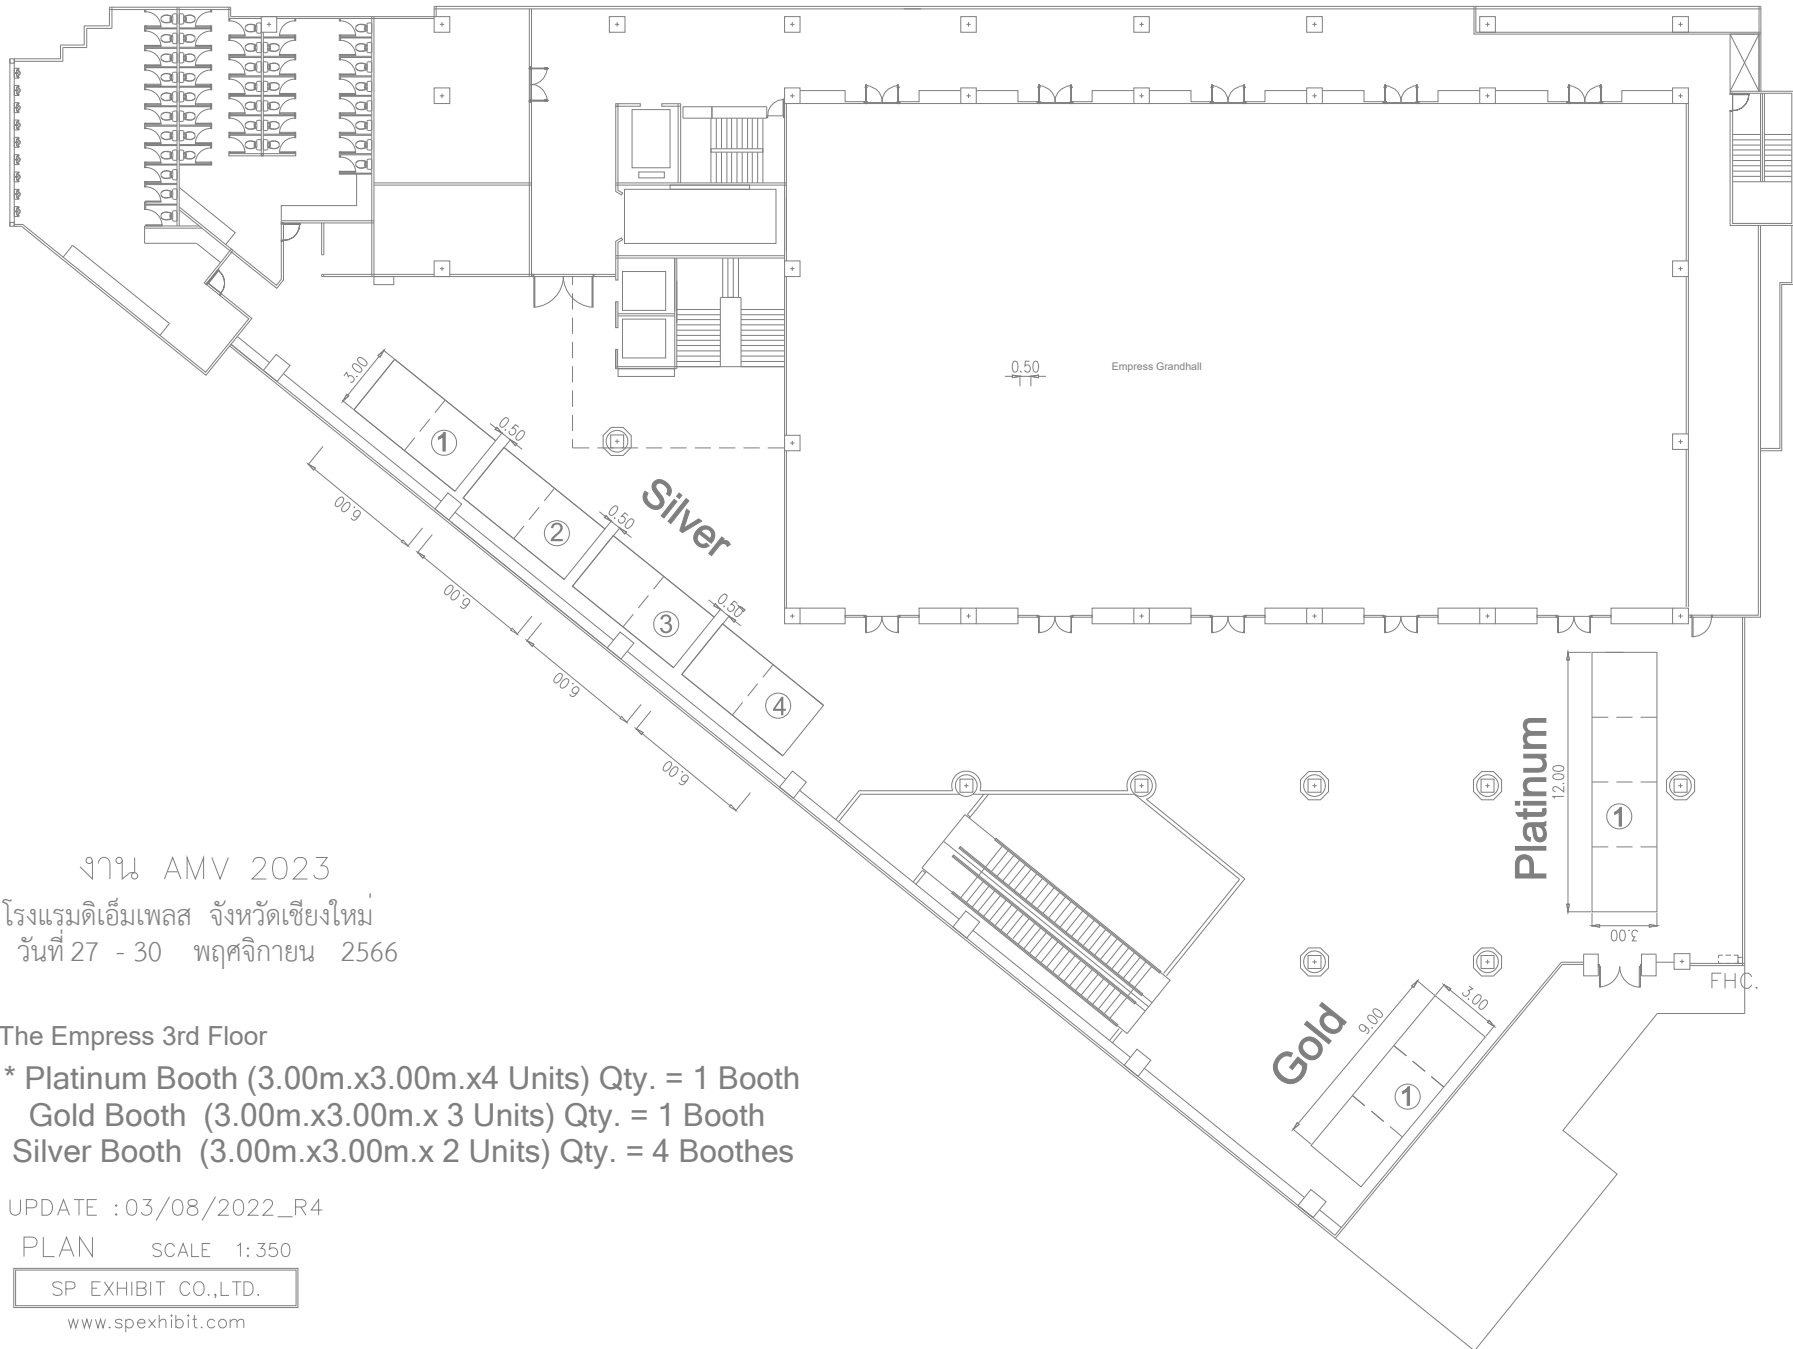 0.50
Empress Grandhall
3.00
1
0.50
6.00
2
0.50
6.00
Silver
3
0.50
6.00
4
6.00
Platinum
12.00
1
3.00
FHC.
Gold
9.00
3.00
1
งาน AMV 2023
โรงแรมดิเอ็มเพลส จังหวัดเชียงใหม่
วันที่ 27 - 30 พฤศจิกายน 2566
The Empress 3rd Floor
* Platinum Booth (3.00m.x3.00m.x4 Units) Qty. = 1 Booth
Gold Booth (3.00m.x3.00m.x 3 Units) Qty. = 1 Booth
Silver Booth (3.00m.x3.00m.x 2 Units) Qty. = 4 Boothes
UPDATE : 03/08/2022_R4
PLAN SCALE 1:350
SP EXHIBIT CO.,LTD.
www.spexhibit.com